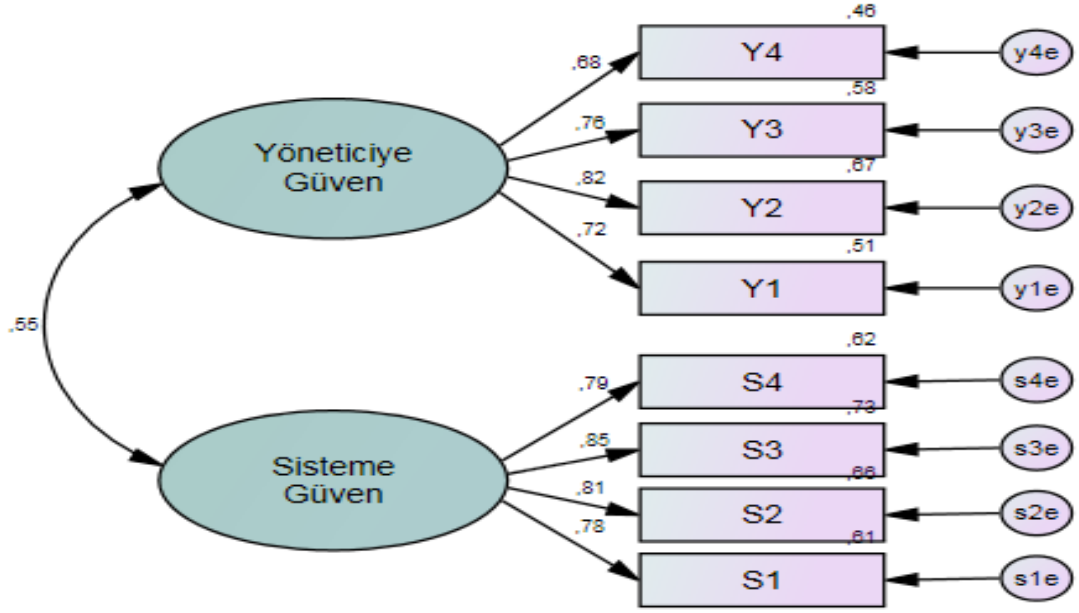 ,46
Y4
y4e
,68
,58
Y3
y3e
,76
Yöneticiye
Güven
,67
Y2
y2e
,82
,72
,51
Y1
y1e
,55
,62
S4
s4e
,79
,73
S3
s3e
,85
Sisteme
Güven
,66
S2
s2e
,81
,78
,61
S1
s1e